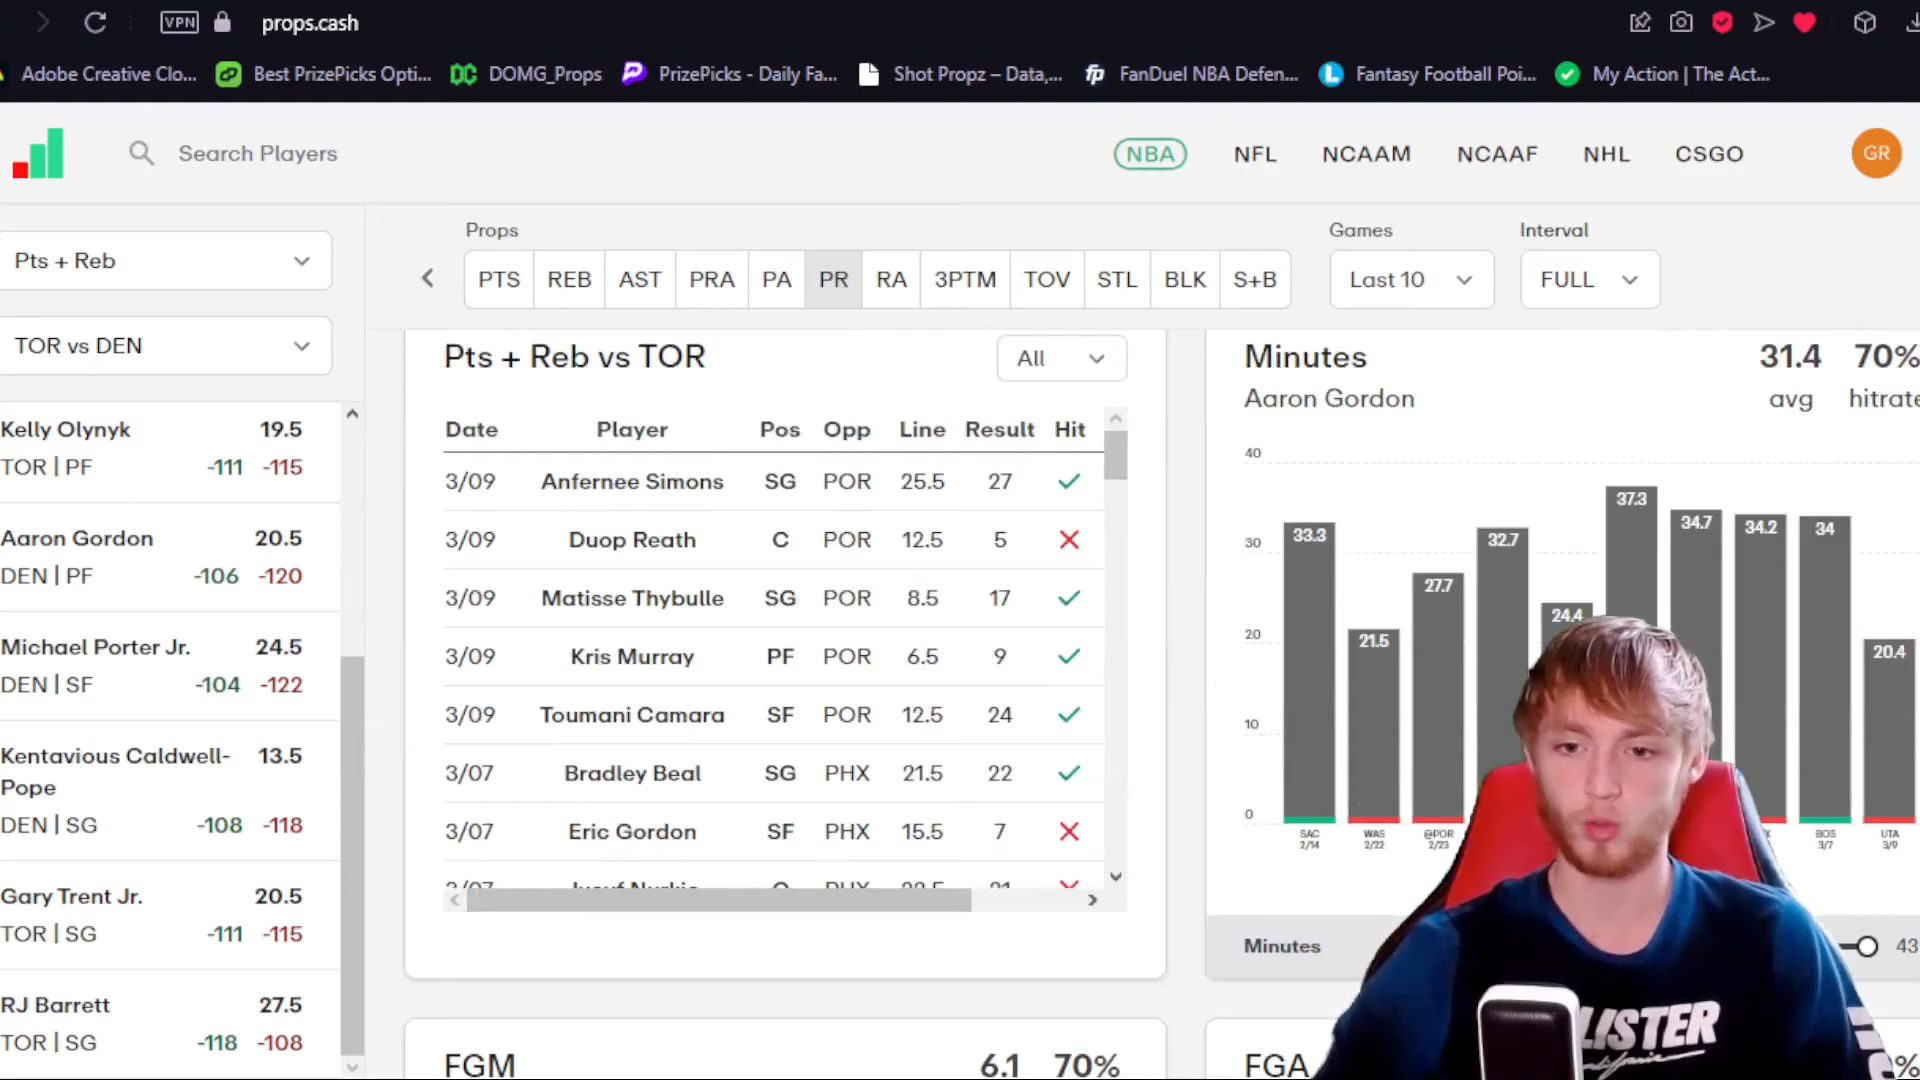 VPN props.cash
Adobe Creative Clo... Best PrizePicks Opti... DC DOMG_Props PrizePicks - Daily Fa... Shot Propz – Data,... fp FanDuel NBA Defen... Fantasy Football Poi... My Action | The Act...
Search Players NBA NFL NCAAM NCAAF NHL CSGO GR
Props Games Interval
Pts + Reb
PTS REB AST PRA PA PR RA 3PTM TOV STL BLK S+B Last 10 FULL
TOR vs DEN
Kelly Olynyk 19.5
TOR | PF -111 -115
Aaron Gordon 20.5
DEN | PF -106 -120
Michael Porter Jr. 24.5
DEN | SF -104 -122
Kentavious Caldwell- 13.5
Pope
DEN | SG -108 -118
Gary Trent Jr. 20.5
TOR | SG -111 -115
RJ Barrett 27.5
TOR | SG -118 -108
Pts + Reb vs TOR All
Date Player Pos Opp Line Result Hit
3/09 Anfernee Simons SG POR 25.5 27
3/09 Duop Reath C POR 12.5 5
3/09 Matisse Thybulle SG POR 8.5 17
3/09 Kris Murray PF POR 6.5 9
3/09 Toumani Camara SF POR 12.5 24
3/07 Bradley Beal SG PHX 21.5 22
3/07 Eric Gordon SF PHX 15.5 7
FGM 6.1 70%
Minutes 31.4 70%
Aaron Gordon avg hitrate
40
30
20
10
0
33.3 21.5 27.7 32.7 24.4 37.3 34.7 34.2 34 20.4
SAC WAS @POR BOS UTA
2/14 2/22 2/23 3/7 3/9
Minutes 43
FGA
LISTER